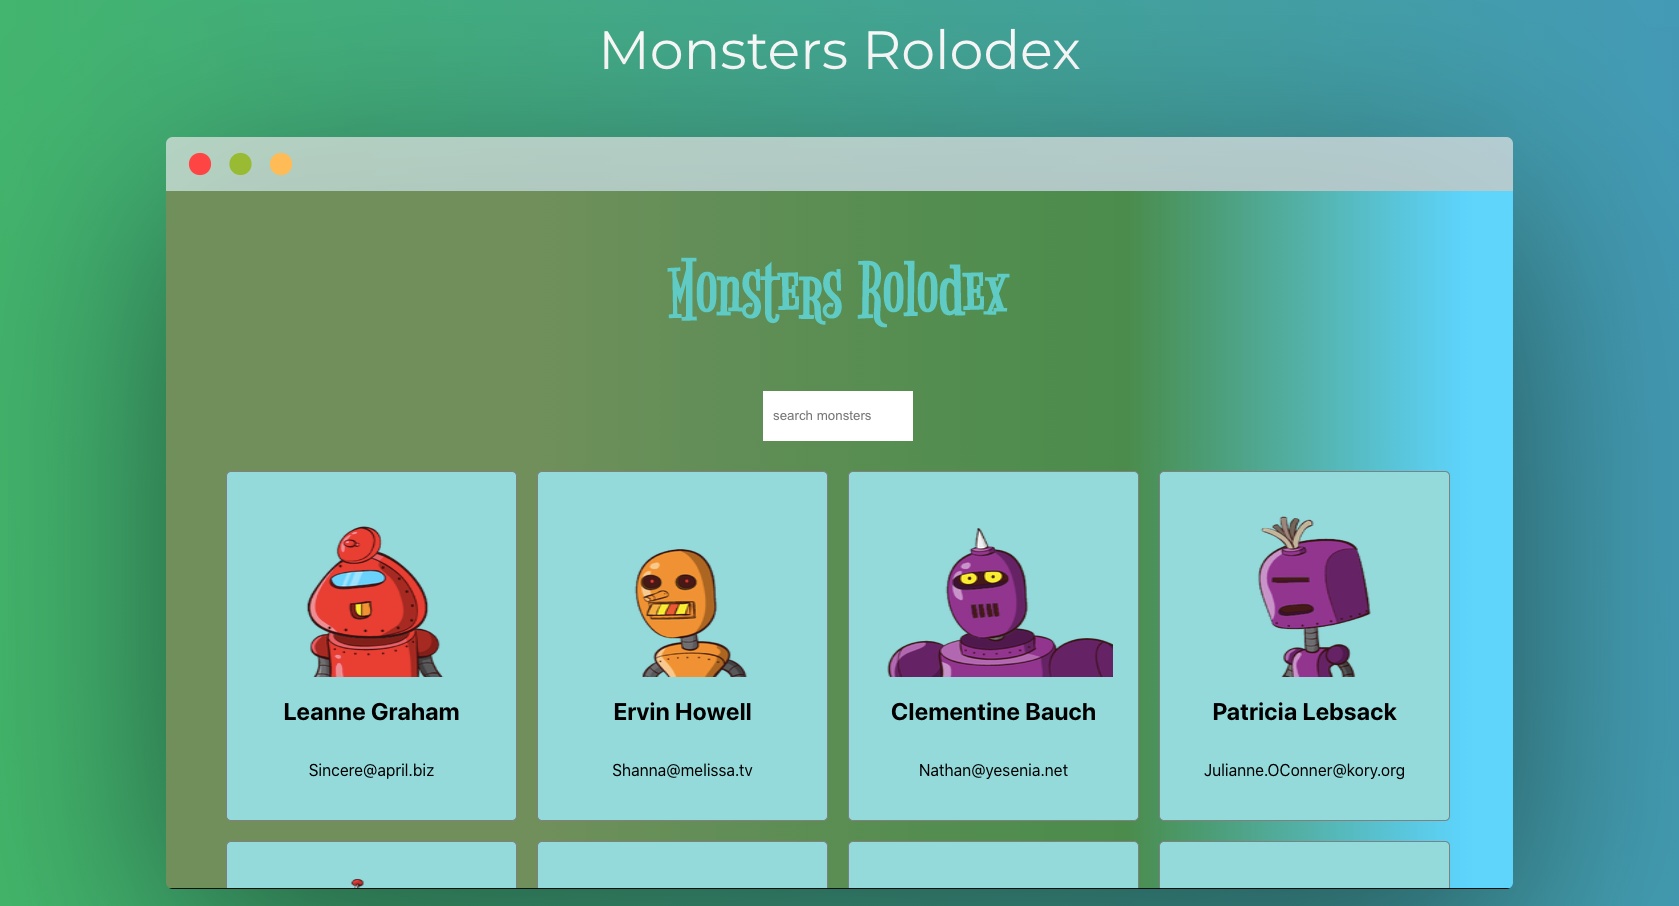 Monsters Rolodex
Monsters Rolodex
search monsters
Leanne Graham
Sincere@april.biz
Ervin Howell
Shanna@melissa.tv
Clementine Bauch
Nathan@yesenia.net
Patricia Lebsack
Julianne.OConner@kory.org